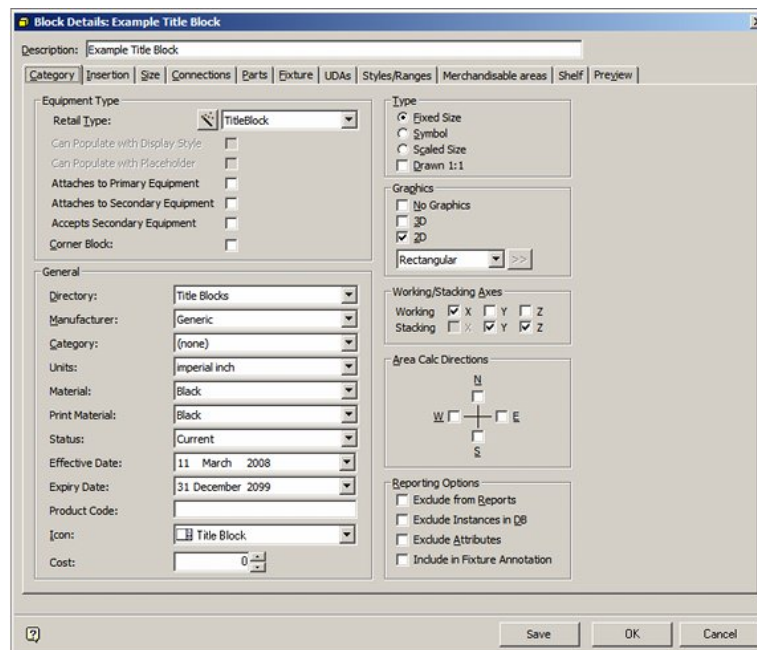 Block Details: Example Title Block
Description: Example Title Block
Category Insertion Size Connections Parts Fixture UDAs Styles/Ranges Merchandisable areas Shelf Preview
Equipment Type
Retail Type: TitleBlock
Can Populate with Display Style
Can Populate with Placeholder
Attaches to Primary Equipment
Attaches to Secondary Equipment
Accepts Secondary Equipment
Corner Block:
General
Directory: Title Blocks
Manufacturer: Generic
Category: (none)
Units: imperial inch
Material: Black
Print Material: Black
Status: Current
Effective Date: 11 March 2008
Expiry Date: 31 December 2099
Product Code:
Icon: Title Block
Cost: 0
Type
Fixed Size
Symbol
Scaled Size
Drawn 1:1
Graphics
No Graphics
3D
2D
Rectangular >>
Working/Stacking Axes
Working X Y Z
Stacking X Y Z
Area Calc Directions
N
W E
S
Reporting Options
Exclude from Reports
Exclude Instances in DB
Exclude Attributes
Include in Fixture Annotation
? Save OK Cancel